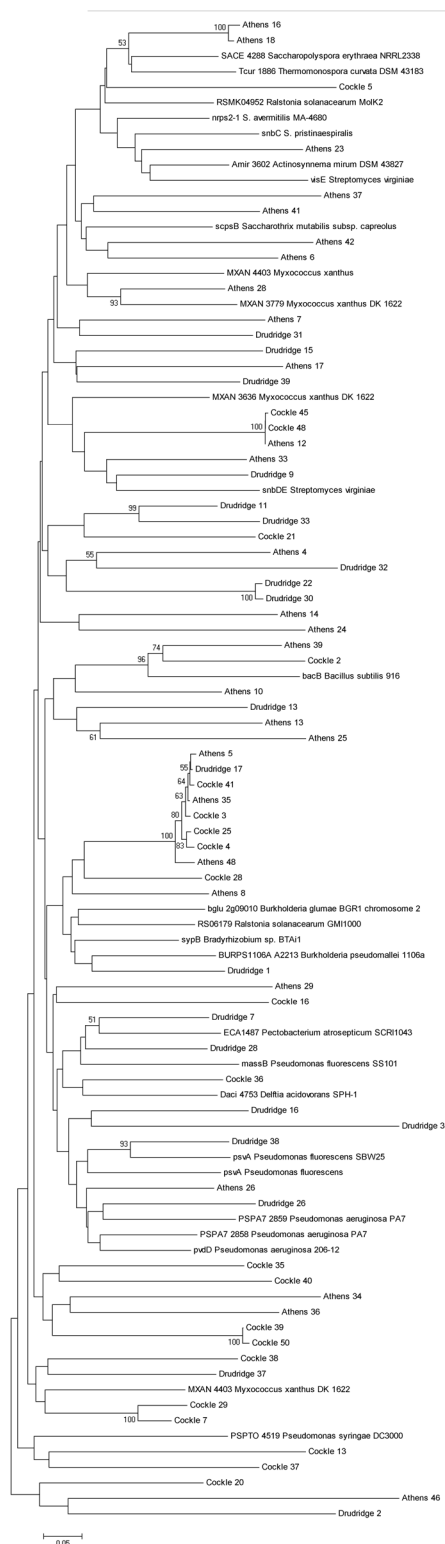 100
Athens 16
Athens 18
53
SACE 4288 Saccharopolyspora erythraea NRRL2338
Tcur 1886 Thermomonospora curvata DSM 43183
Cockle 5
RSMK04952 Ralstonia solanacearum MolK2
nrps2-1 S. avermitilis MA-4680
snbC S. pristinaespiralis
Athens 23
Amir 3602 Actinosynnema mirum DSM 43827
visE Streptomyces virginiae
Athens 37
Athens 41
scpsB Saccharothrix mutabilis subsp. capreolus
Athens 42
Athens 6
MXAN 4403 Myxococcus xanthus
Athens 28
93
MXAN 3779 Myxococcus xanthus DK 1622
Athens 7
Drudridge 31
Drudridge 15
Athens 17
Drudridge 39
MXAN 3636 Myxococcus xanthus DK 1622
Cockle 45
100
Cockle 48
Athens 12
Athens 33
Drudridge 9
snbDE Streptomyces virginiae
Drudridge 11
99
Drudridge 33
Cockle 21
Athens 4
55
Drudridge 32
Drudridge 22
100
Drudridge 30
Athens 14
Athens 24
Athens 39
74
Cockle 2
96
bacB Bacillus subtilis 916
Athens 10
Drudridge 13
Athens 13
61
Athens 25
Athens 5
55
Drudridge 17
64
Cockle 41
63
Athens 35
80
Cockle 3
100
Cockle 25
83
Cockle 4
Athens 48
Cockle 28
Athens 8
bglu 2g09010 Burkholderia glumae BGR1 chromosome 2
RS06179 Ralstonia solanacearum GMI1000
sypB Bradyrhizobium sp. BTAi1
BURPS1106A A2213 Burkholderia pseudomallei 1106a
Drudridge 1
Athens 29
Cockle 16
51
Drudridge 7
ECA1487 Pectobacterium atrosepticum SCRI1043
Drudridge 28
massB Pseudomonas fluorescens SS101
Cockle 36
Daci 4753 Delftia acidovorans SPH-1
Drudridge 16
Drudridge 3
93
Drudridge 38
psvA Pseudomonas fluorescens SBW25
psvA Pseudomonas fluorescens
Athens 26
Drudridge 26
PSPA7 2859 Pseudomonas aeruginosa PA7
PSPA7 2858 Pseudomonas aeruginosa PA7
pvdD Pseudomonas aeruginosa 206-12
Cockle 35
Cockle 40
Athens 34
Athens 36
Cockle 39
100
Cockle 50
Cockle 38
Drudridge 37
MXAN 4403 Myxococcus xanthus DK 1622
Cockle 29
100
Cockle 7
PSPTO 4519 Pseudomonas syringae DC3000
Cockle 13
Cockle 37
Cockle 20
Athens 46
Drudridge 2
0.05